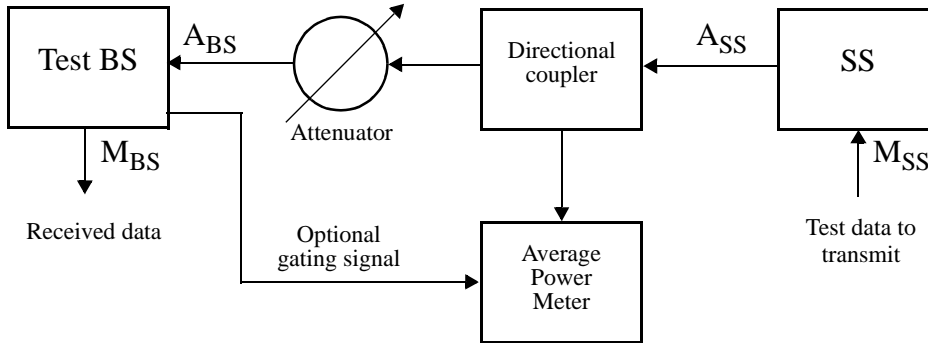 Test BS
A_BS
Attenuator
Directional
coupler
A_SS
SS
M_BS
M_SS
Received data
Optional
gating signal
Average
Power
Meter
Test data to
transmit